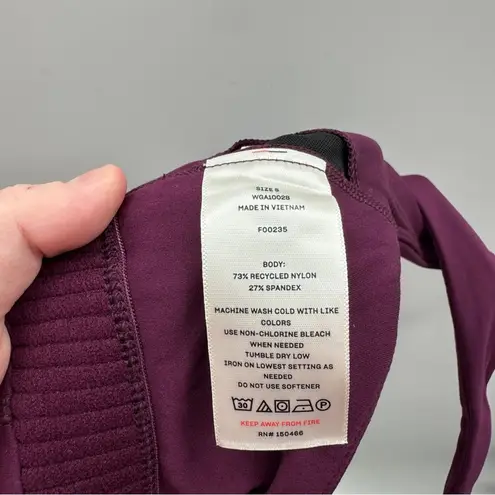 SIZE S
WGA10028
MADE IN VIETNAM
F00235
BODY:
73% RECYCLED NYLON
27% SPANDEX
MACHINE WASH COLD WITH LIKE
COLORS
USE NON-CHLORINE BLEACH
WHEN NEEDED
TUMBLE DRY LOW
IRON ON LOWEST SETTING AS
NEEDED
DO NOT USE SOFTENER
30 P
KEEP AWAY FROM FIRE
RN# 150466